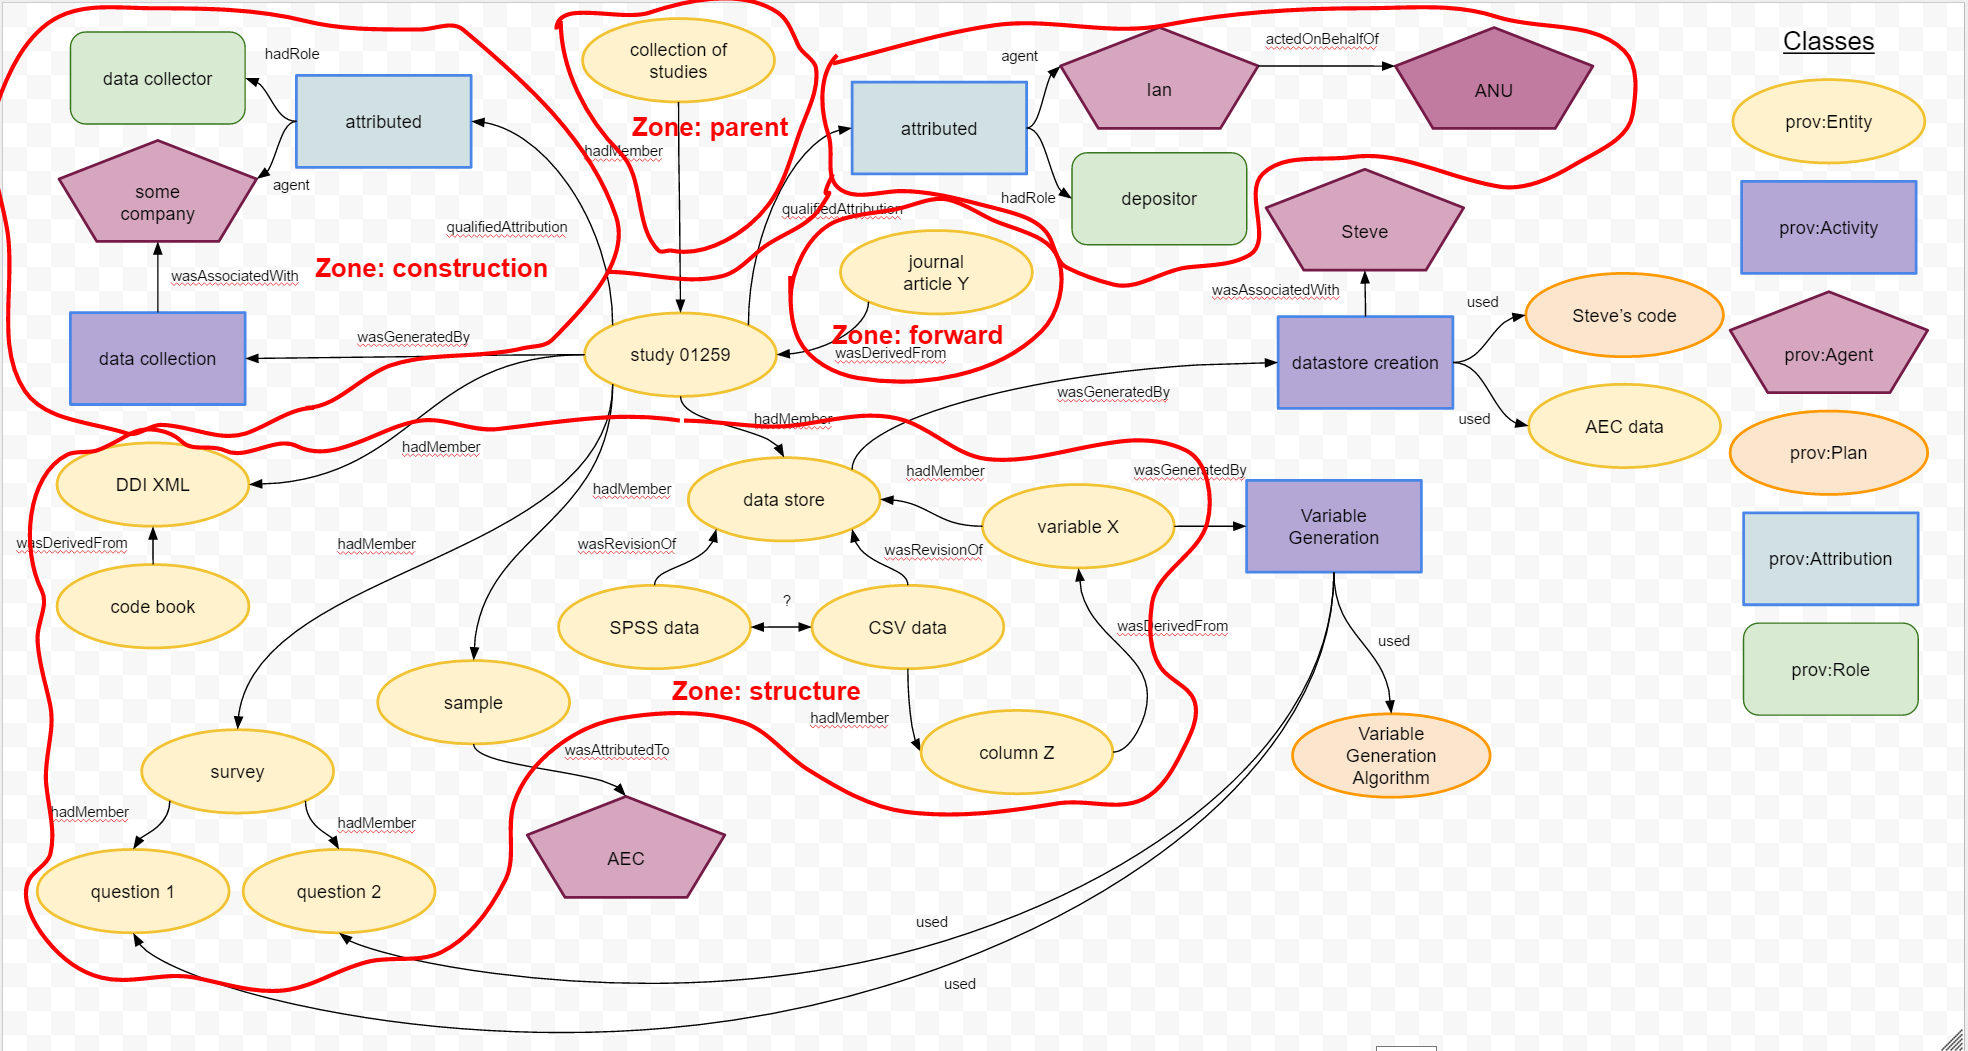 hadRole
data collector
attributed
some
company
agent
wasAssociatedWith
data collection
Zone: construction
qualifiedAttribution
wasGeneratedBy
collection of
studies
Zone: parent
hadMember
qualifiedAttribution
attributed
agent
Ian
actedOnBehalfOf
ANU
hadRole
depositor
journal
article Y
Zone: forward
wasDerivedFrom
study 01259
Steve
wasAssociatedWith
datastore creation
used
Steve's code
used
AEC data
wasGeneratedBy
hadMember
hadMember
DDI XML
wasDerivedFrom
code book
hadMember
hadMember
data store
hadMember
variable X
wasGeneratedBy
Variable
Generation
wasRevisionOf
wasRevisionOf
SPSS data
?
CSV data
wasDerivedFrom
used
Zone: structure
hadMember
column Z
sample
wasAttributedTo
AEC
survey
hadMember
hadMember
question 1
question 2
Variable
Generation
Algorithm
used
used
Classes
prov:Entity
prov:Activity
prov:Agent
prov:Plan
prov:Attribution
prov:Role